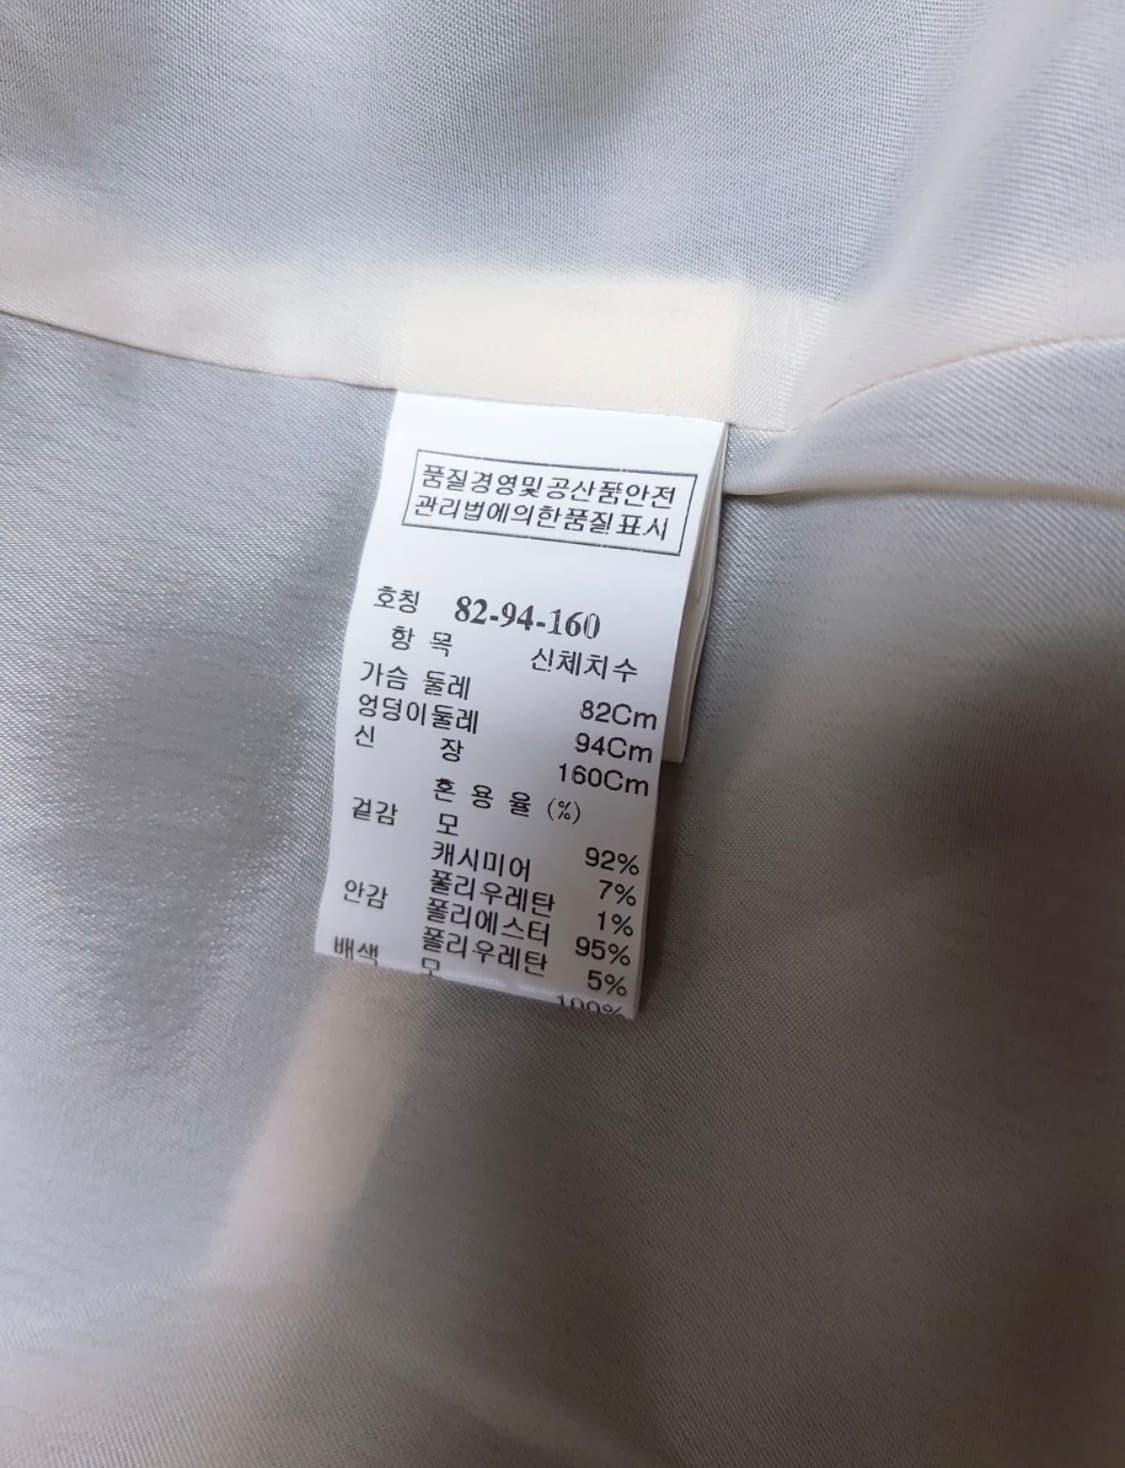 품질경영및공산품안전
관리법에의한품질표시
호칭 82-94-160
항 목 신체치수
가슴 둘레 82Cm
엉덩이둘레 94Cm
신 장 160Cm
혼 용 율 (%)
겉감 모 92%
캐시미어 7%
폴리우레탄 1%
안감 폴리에스터 95%
폴리우레탄 5%
배색 모 100%